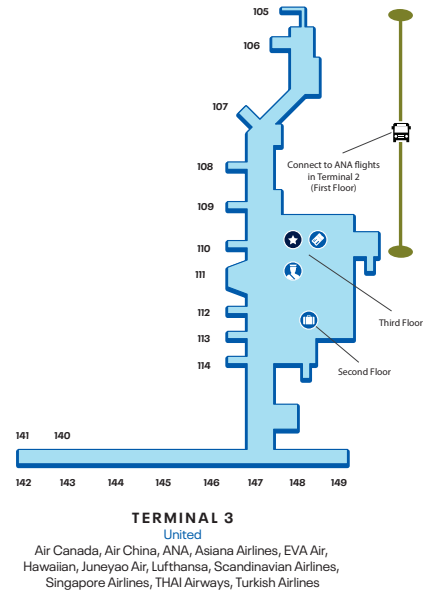 105
106
107
Connect to ANA flights
in Terminal 2
(First Floor)
108
109
110
111
Third Floor
112
113
114
Second Floor
141 140
142 143 144 145 146 147 148 149
TERMINAL 3
United
Air Canada, Air China, ANA, Asiana Airlines, EVA Air,
Hawaiian, Juneyao Air, Lufthansa, Scandinavian Airlines,
Singapore Airlines, THAI Airways, Turkish Airlines